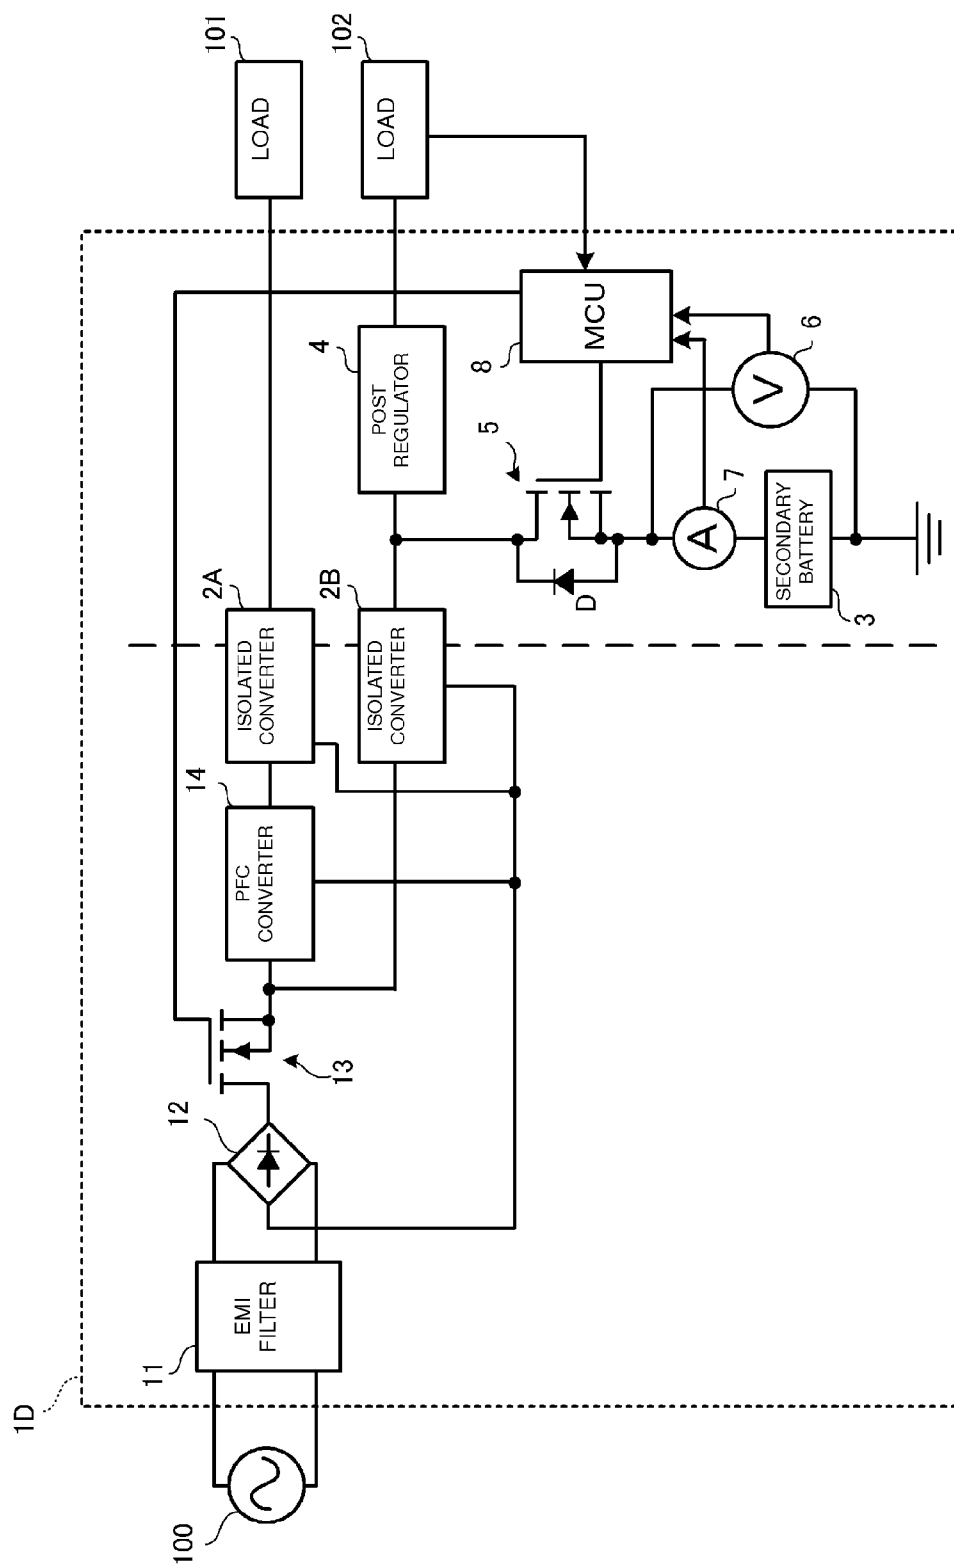 1D
100
11
EMI
FILTER
12
13
14
PFC
CONVERTER
2A
ISOLATED
CONVERTER
101
LOAD
2B
ISOLATED
CONVERTER
4
POST
REGULATOR
102
LOAD
5
D
8
MCU
A
7
V
6
SECONDARY
BATTERY
3